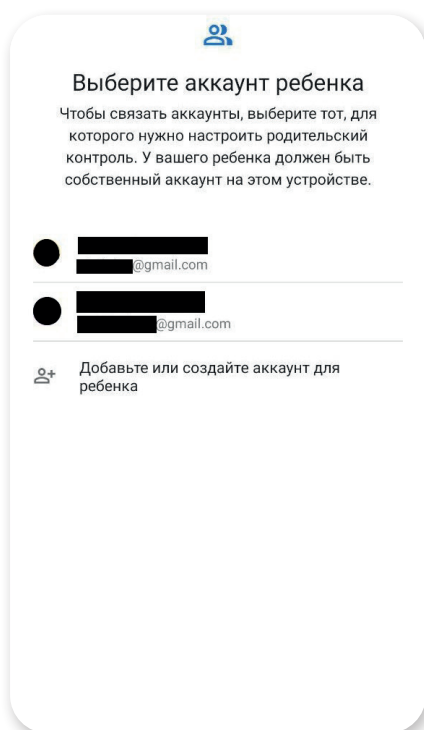 Выберите аккаунт ребенка
Чтобы связать аккаунты, выберите тот, для
которого нужно настроить родительский
контроль. У вашего ребенка должен быть
собственный аккаунт на этом устройстве.
@gmail.com
@gmail.com
Добавьте или создайте аккаунт для
ребенка